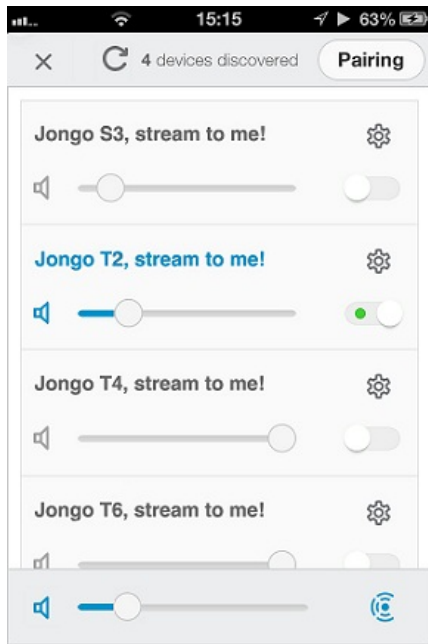 15:15
63%
4 devices discovered
Pairing
Jongo S3, stream to me!
Jongo T2, stream to me!
Jongo T4, stream to me!
Jongo T6, stream to me!